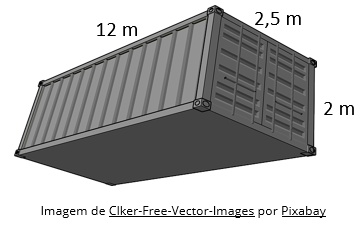 12 m
2,5 m
2 m
Imagem de Clker-Free-Vector-Images por Pixabay